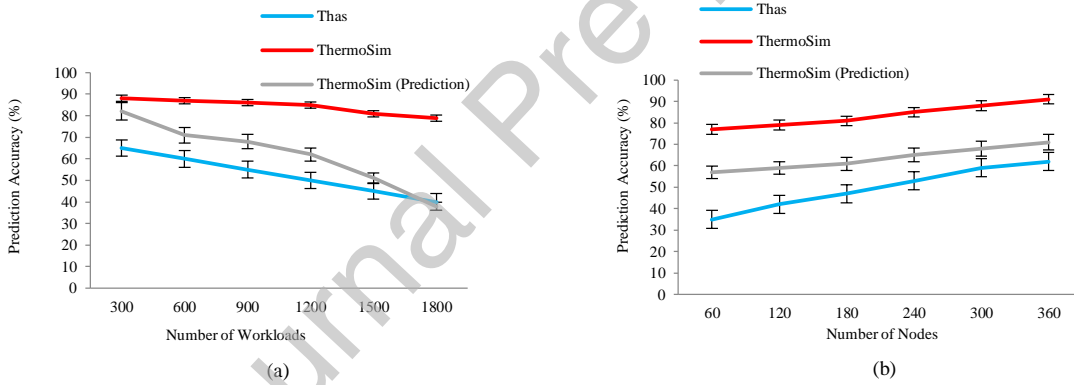 Thas
ThermoSim
ThermoSim (Prediction)
Prediction Accuracy (%)
100
90
80
70
60
50
40
30
20
10
0
300 600 900 1200 1500 1800
Number of Workloads
(a)
Thas
ThermoSim
ThermoSim (Prediction)
Prediction Accuracy (%)
100
90
80
70
60
50
40
30
20
10
0
60 120 180 240 300 360
Number of Nodes
(b)
urnal Pre